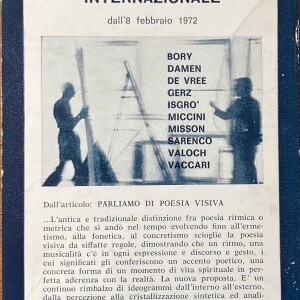 INTERNAZIONALE
dall'8 febbraio 1972
BORY
DAMEN
DE VREE
GERZ
ISGRO'
MICCINI
MISSON
SARENCO
VALOCH
VACCARI
Dall'articolo: PARLIAMO DI POESIA VISIVA
...L'antica e tradizionale distinzione fra poesia ritmica o
metrica che si andò nel tempo evolvendo fino all'erme-
tismo, alla fonetica, al concretismo scioglie la poesia
visiva da siffatte regole, dimostrando che un ritmo, una
musicalità c'è in ogni espressione e discorso e gesto, i
cui significati gli conferiscono un accento poetico, una
concreta forma di un momento di vita spirituale in per-
fetta aderenza con la realtà. La nuova proposta. E' un
continuo rimbalzo di ideogrammi dall'interno all'esterno,
dalla percezione alla cristallizzazione sintetica ed anali